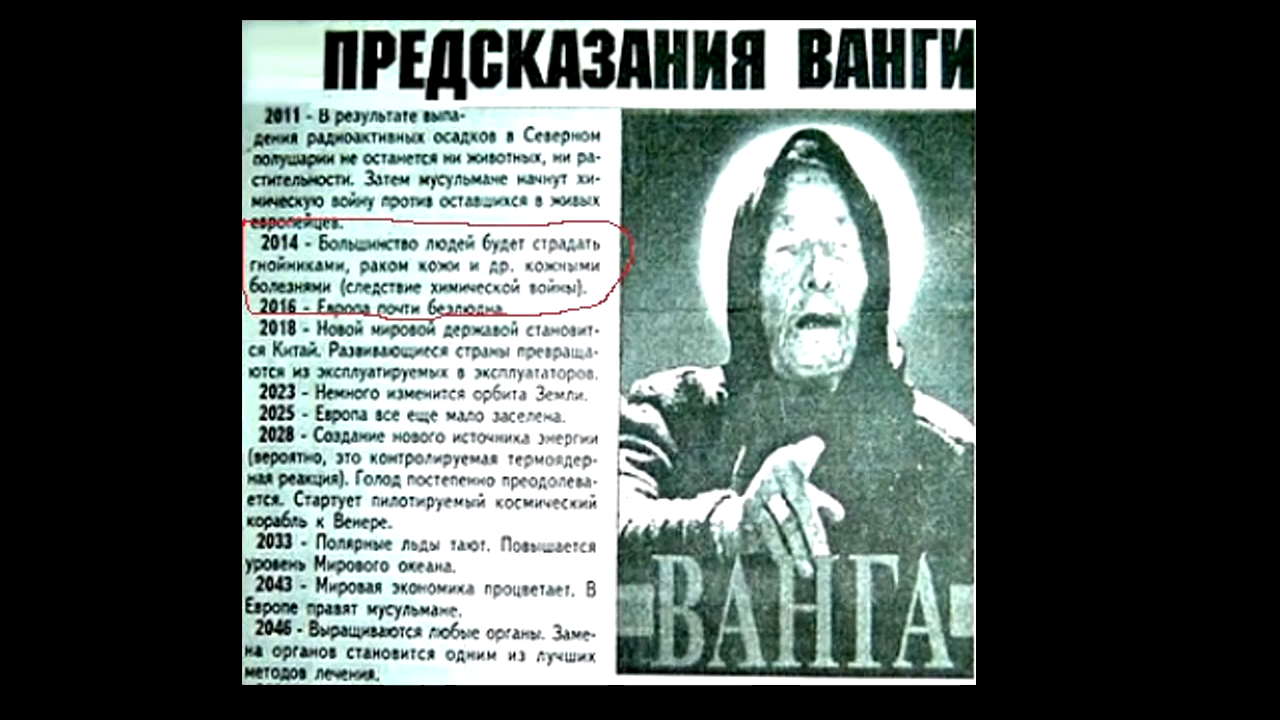 ПРЕДСКАЗАНИЯ ВАНГИ
2011 - В результате выпа-
дения радиоактивных осадков в Северном
полушарии не останется ни животных, ни ра-
стительности. Затем мусульмане начнут хи-
мическую войну против оставшихся в живых
европейцев.
2014 - Большинство людей будет страдать
гнойниками, раком кожи и др. кожными
болезнями (следствие химической войны).
2016 - Европа почти безлюдна.
2018 - Новой мировой державой становит-
ся Китай. Развивающиеся страны превраща-
ются из эксплуатируемых в эксплуататоров.
2023 - Немного изменится орбита Земли.
2025 - Европа все еще мало заселена.
2028 - Создание нового источника энергии
(вероятно, это контролируемая термоядер-
ная реакция). Голод постепенно преодолева-
ется. Стартует пилотируемый космический
корабль к Венере.
2033 - Полярные льды тают. Повышается
уровень Мирового океана.
2043 - Мировая экономика процветает. В
Европе правят мусульмане.
2046 - Выращиваются любые органы. Заме-
на органов становится одним из лучших
методов лечения.
ВАНГА